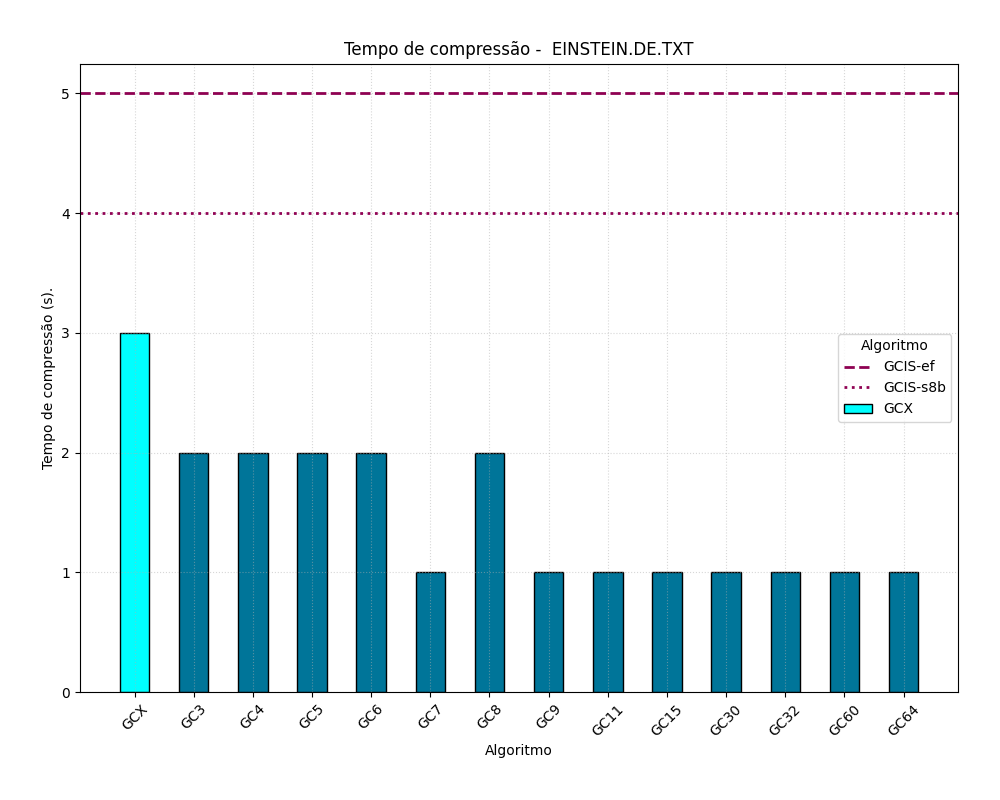 Tempo de compressão -  EINSTEIN.DE.TXT
Tempo de compressão (s).
5
4
3
2
1
0
Algoritmo
GCIS-ef
GCIS-s8b
GCX
GCX GC3 GC4 GC5 GC6 GC7 GC8 GC9 GC11 GC15 GC30 GC32 GC60 GC64
Algoritmo